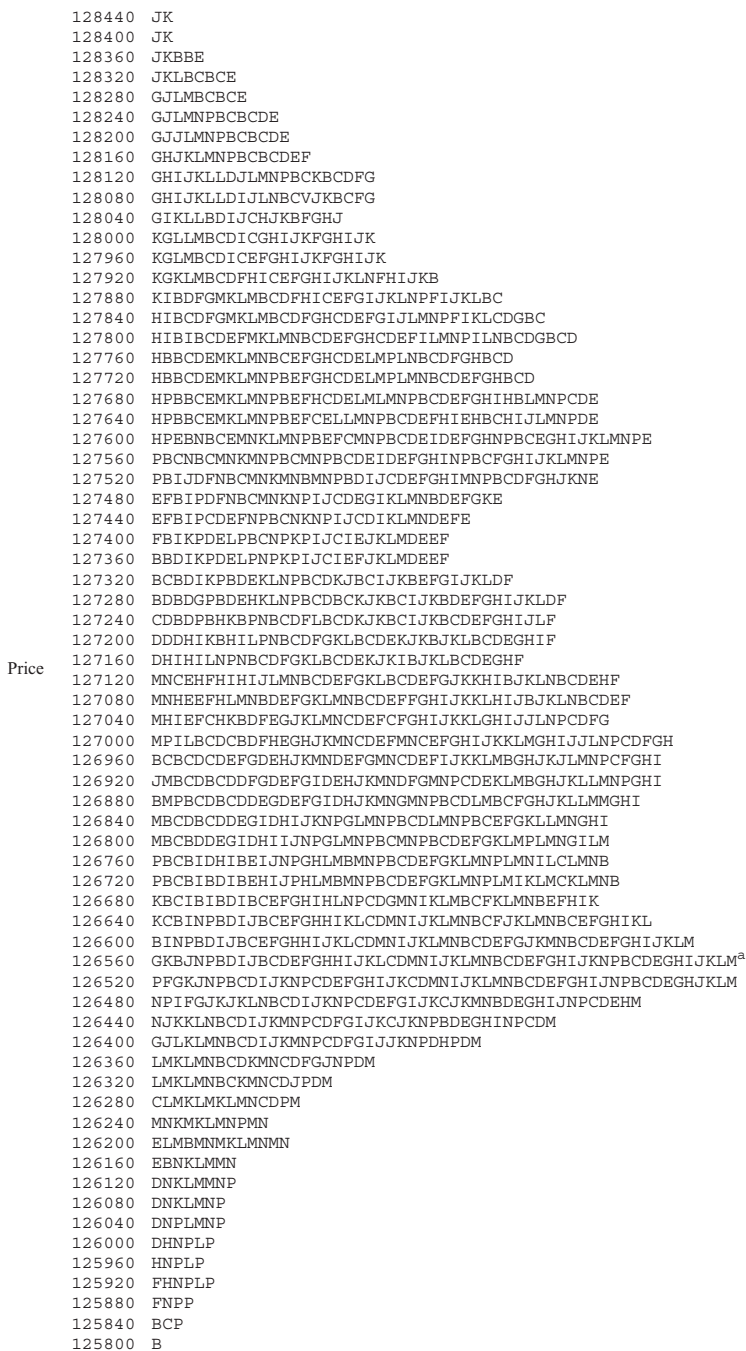 128440 JK
128400 JK
128360 JKBBE
128320 JKLBCBCE
128280 GJLMBCBCE
128240 GJLMNPBCBCDE
128200 GJJLMNPBCBCDE
128160 GHJKLMNPBCBCDEF
128120 GHIJKLLDJLMNPBCKBCDFG
128080 GHIJKLLDIJLNBCVJKBCFG
128040 GIKLLBDIJCHJKBFGHJ
128000 KGLLMBCDICGHIJKFGHIJK
127960 KGLMBCDICEFGHIJKFGHIJK
127920 KGKLMBCDFHICEFGHIJKLNFHIJKB
127880 KIBDFGMKLMBCDFHICEFGIJKLNPFIJKLBC
127840 HIBCDFGMKLMBCDFGHCDEFGIJLMNPFIKLCDGBC
127800 HIBIBCDEFMKLMNBCDEFGHCDEFILMNPILNBCDGBCD
127760 HBBCDEMKLMNBCEFGHCDELMPLNBCDFGHBCD
127720 HBBCDEMKLMNPBEFGHCDELMPLMNBCDEFGHBCD
127680 HPBBCEMKLMNPBEFHCDELMLMNPBCDEFGHIHBLMNPCDE
127640 HPBBCEMKLMNPBEFCELLMNPBCDEFHIEHBCHIJLMNPDE
127600 HPEBNBCEMNKLMNPBEFCMNPBCDEIDEFGHNPBCEGHIJKLMNPE
127560 PBCNBCMNKMNPBCMNPBCDEIDEFGHINPBCFGHIJKLMNPE
127520 PBIJDFNBCMNKMNBMNPBDIJCDEFGHIMNPBCDFGHJKNE
127480 EFBIPDFNBCMNKNPIJCDEGIKLMNBDEFGKE
127440 EFBIPCDEFNPBCNKNPIJCDIKLMNDEFE
127400 FBIKPDELPBCNPKPIJCIEJKLMDEEF
127360 BBDIKPDELPNPKPIJCIEFJKLMDEEF
127320 BCBDIKPBDEKLNPBCDKJBCIJKBEFGIJKLDF
127280 BDBDGPBDEHKLNPBCDBCKJKBCIJKBDEFGHIJKLDF
127240 CDBDPBHKBPNBCDFLBCDKJKBCIJKBCDEFGHIJLF
127200 DDDHIKBHILPNBCDFGKLBCDEKJKBJKLBCDEGHIF
Price 127160 DHIHILNPNBCDFGKLBCDEKJKIBJKLBCDEGHF
127120 MNCEHFHIHIJLMNBCDEFGKLBCDEFGJKKHIBJKLNBCDEHF
127080 MNHEEFHLMNBDEFGKLMNBCDEFFGHIJKKLHIJBJKLNBCDEF
127040 MHIEFCHKBDFEGJKLMNCDEFCFGHIJKKLGHIJJLNPCDFG
127000 MPILBCDCBDFHEGHJKMNCDEFMNCEFGHIJKKLMGHIJJLNPCDFGH
126960 BCBCDCDEFGDEHJKMNDEFGMNCDEFIJKKLMBGHJKJLMNPCFGHI
126920 JMBCDBCDDFGDEFGIDEHJKMNDFGMNPCDEKLMBGHJKLLMNPGHI
126880 BMPBCDBCDDEGDEFGIDHJKMNGMNPBCDLMBCFGHJKLLMMGHI
126840 MBCDBCDDEGIDHIJKNPGLMNPBCDLMNPBCEFGKLLMNGHI
126800 MBCBDDEGIDHIIJNPGLMNPBCMNPBCDEFGKLMPLMNGILM
126760 PBCBIDHIBEIJNPGHLMBMNPBCDEFGKLMNPLMNILCLMNB
126720 PBCBIBDIBEHIJPHLMBMNPBCDEFGKLMNPLMIKLMCKLMNB
126680 KBCIBIBDIBCEFGHIHLNPCDGMNIKLMBCFKLMNBEFHIK
126640 KCBINPBDIJBCEFGHHIKLCDMNIJKLMNBCFJKLMNBCEFGHIKL
126600 BINPBDIJBCEFGHHIJKLCDMNIJKLMNBCDEFGJKMNBCDEFGHIJKLM
126560 GKBJNPBDIJBCDEFGHHIJKLCDMNIJKLMNBCDEFGHIJKNPBCDEGHIJKLMᵃ
126520 PFGKJNPBCDIJKNPCDEFGHIJKCDMNIJKLMNBCDEFGHIJNPBCDEGHJKLM
126480 NPIFGJKJKLNBCDIJKNPCDEFGIJKCJKMNBDEGHIJNPCDEHM
126440 NJKKLNBCDIJKMNPCDFGIJKCJKNPBDEGHINPCDM
126400 GJLKLMNBCDIJKMNPCDFGIJJKNPDHPDM
126360 LMKLMNBCDKMNCDFGJNPDM
126320 LMKLMNBCKMNCDJPDM
126280 CLMKLMKLMNCDPM
126240 MNKMKLMNPMN
126200 ELMBMNMKLMNMN
126160 EBNKLMMN
126120 DNKLMMNP
126080 DNKLMNP
126040 DNPLMNP
126000 DHNPLP
125960 HNPLP
125920 FHNPLP
125880 FNPP
125840 BCP
125800 B